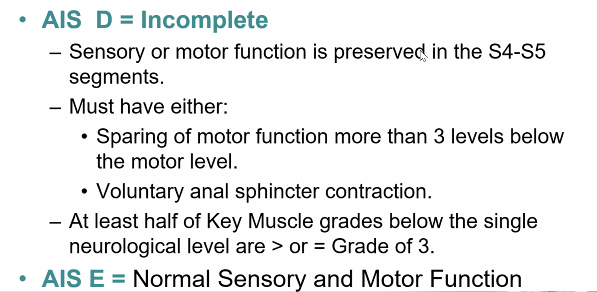 • AIS D = Incomplete
– Sensory or motor function is preserved in the S4-S5
segments.
– Must have either:
• Sparing of motor function more than 3 levels below
the motor level.
• Voluntary anal sphincter contraction.
– At least half of Key Muscle grades below the single
neurological level are > or = Grade of 3.
• AIS E = Normal Sensory and Motor Function